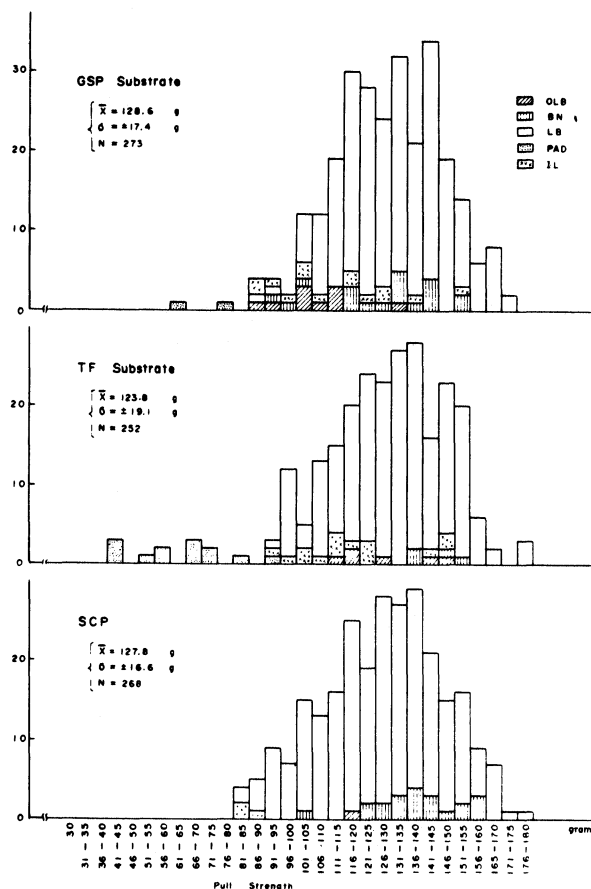 30
20
10
0
GSP Substrate
X̄ = 128.6 g
σ = ±17.4 g
N = 273
OLB
BN
LB
PAD
IL
20
10
0
TF Substrate
X̄ = 123.8 g
σ = ±19.1 g
N = 252
20
10
0
SCP
X̄ = 127.8 g
σ = ±16.6 g
N = 268
30
31 - 35
36 - 40
41 - 45
46 - 50
51 - 55
56 - 60
61 - 65
66 - 70
71 - 75
76 - 80
81 - 85
86 - 90
91 - 95
96 - 100
101 - 105
106 - 110
111 - 115
116 - 120
121 - 125
126 - 130
131 - 135
136 - 140
141 - 145
146 - 150
151 - 155
156 - 160
165 - 170
171 - 175
176 - 180
gram
Pull Strength